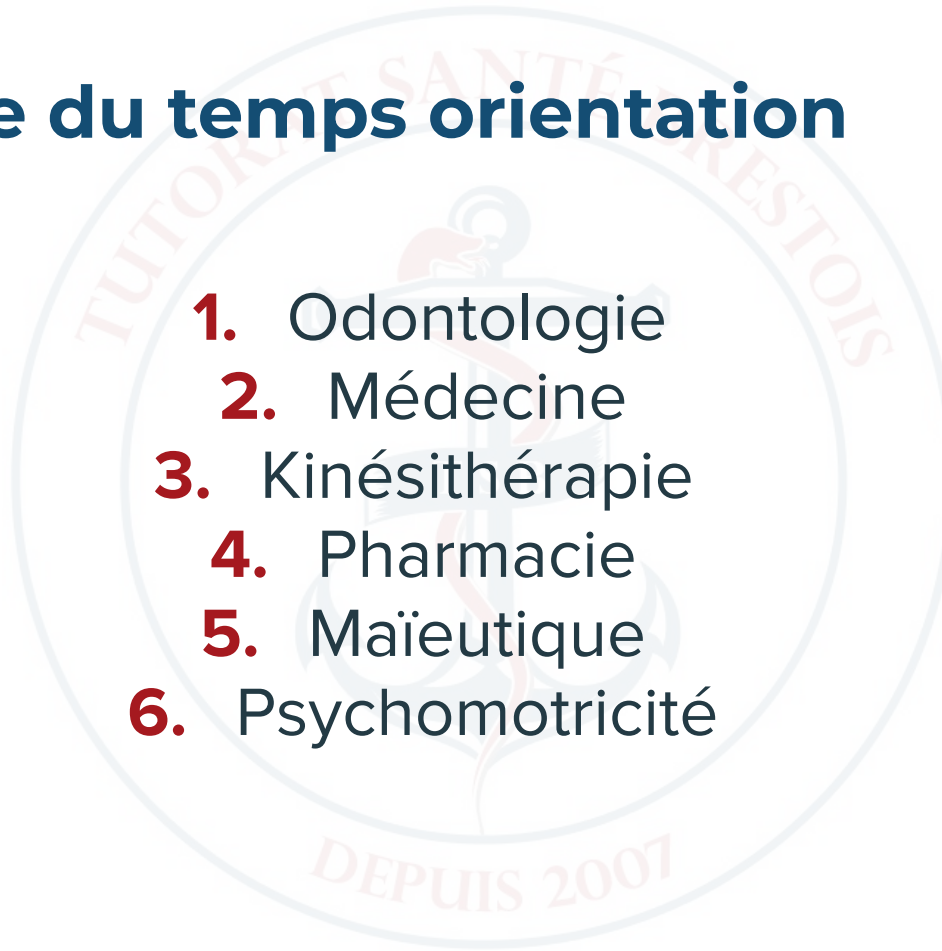 e du temps orientation
TUTORAT SANTÉ BRESTOIS
1. Odontologie
2. Médecine
3. Kinésithérapie
4. Pharmacie
5. Maïeutique
6. Psychomotricité
DEPUIS 2007